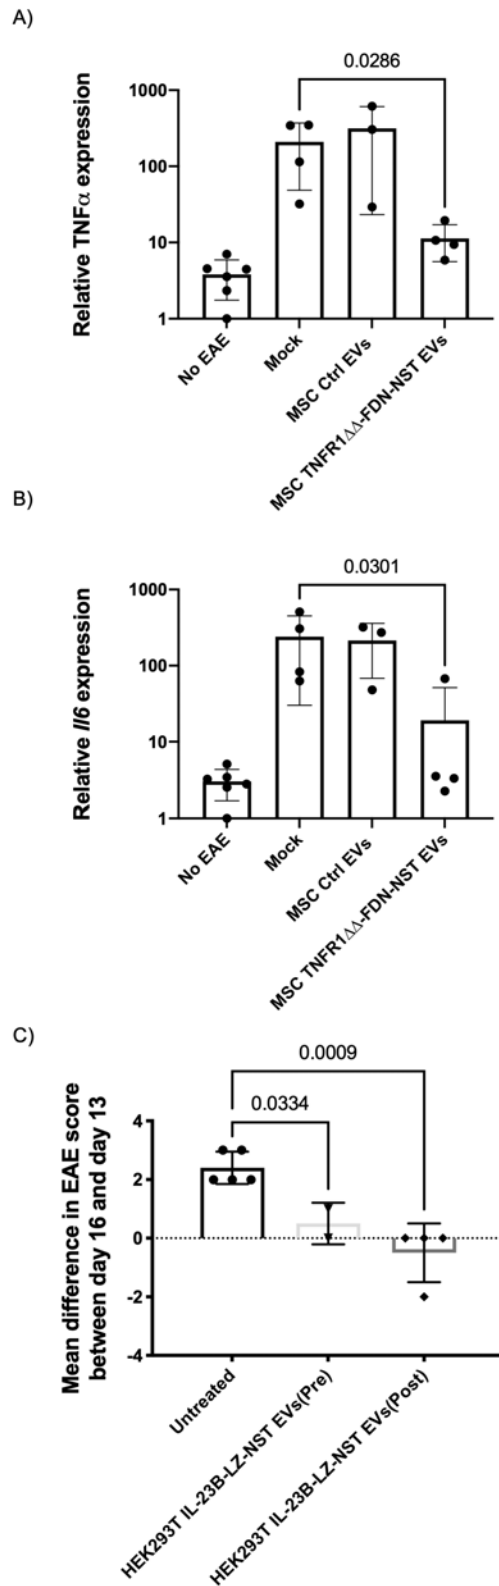 A)
0.0286
Relative TNFα expression
1000
100
10
1
No EAE
Mock
MSC Ctrl EVs
MSC TNFR1ΔΔ-FDN-NST EVs
B)
0.0301
Relative Il6 expression
1000
100
10
1
No EAE
Mock
MSC Ctrl EVs
MSC TNFR1ΔΔ-FDN-NST EVs
C)
0.0009
0.0334
Mean difference in EAE score
between day 16 and day 13
4
2
0
-2
-4
Untreated
HEK293T IL-23B-LZ-NST EVs(Pre)
HEK293T IL-23B-LZ-NST EVs(Post)